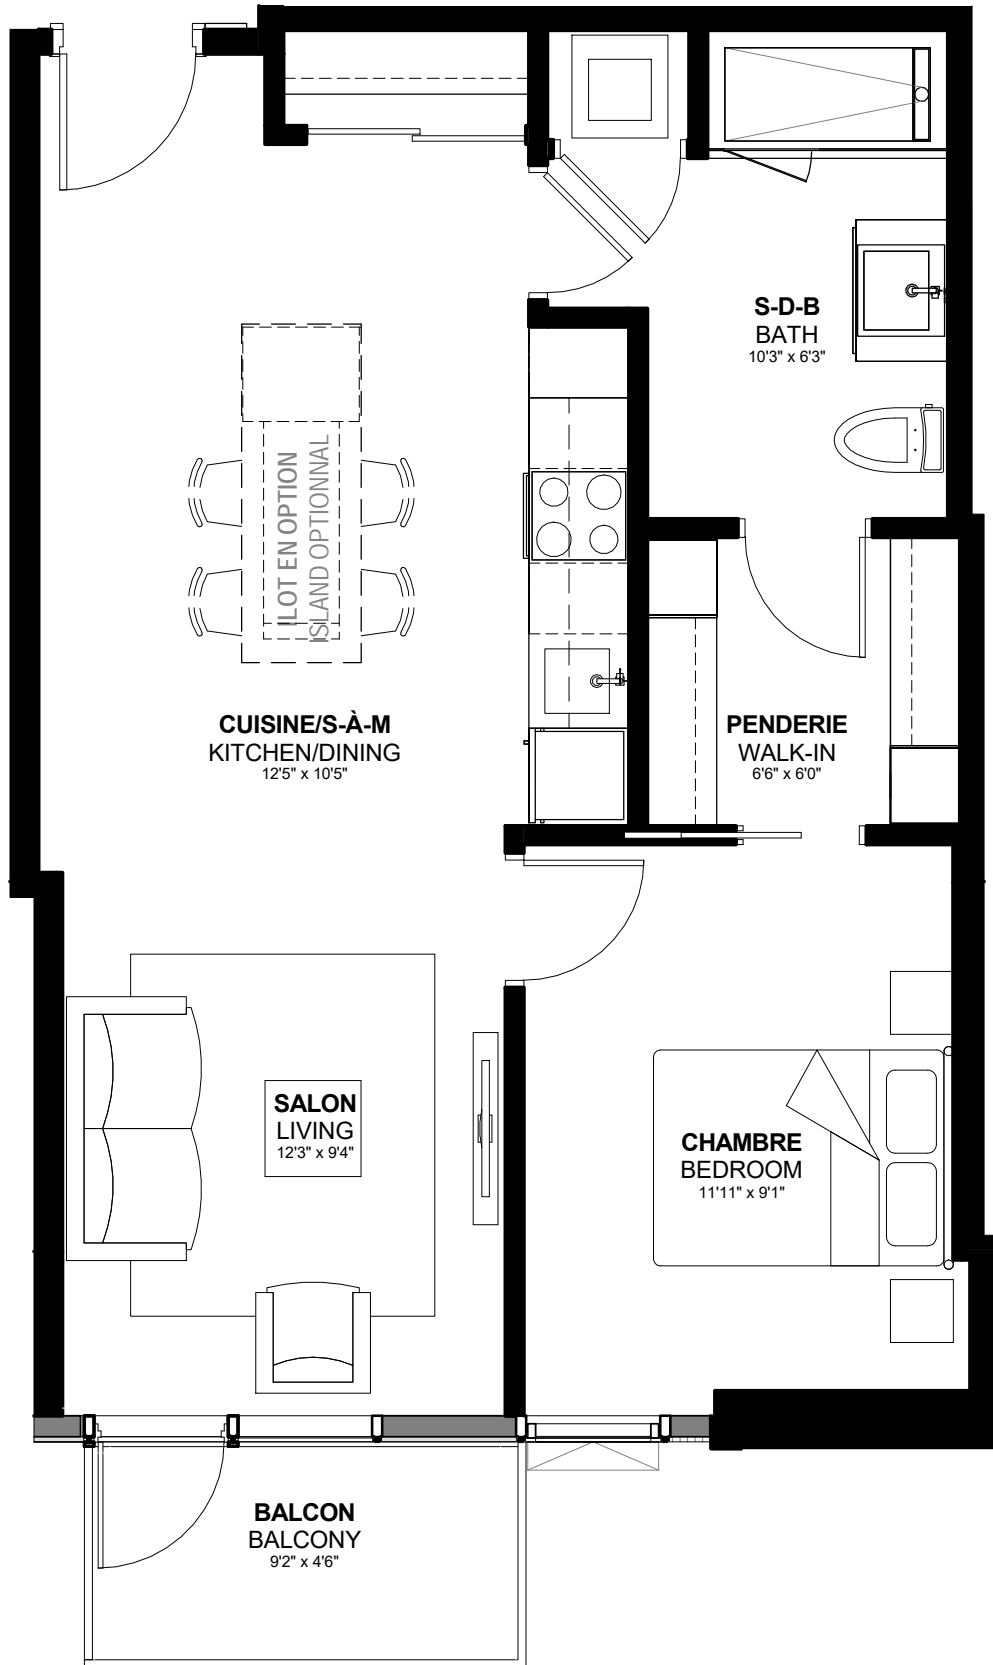 S-D-B
BATH
10'3" x 6'3"
ILOT EN OPTION
ISLAND OPTIONNAL
CUISINE/S-À-M
KITCHEN/DINING
12'5" x 10'5"
PENDERIE
WALK-IN
6'6" x 6'0"
SALON
LIVING
12'3" x 9'4"
CHAMBRE
BEDROOM
11'11" x 9'1"
BALCON
BALCONY
9'2" x 4'6"